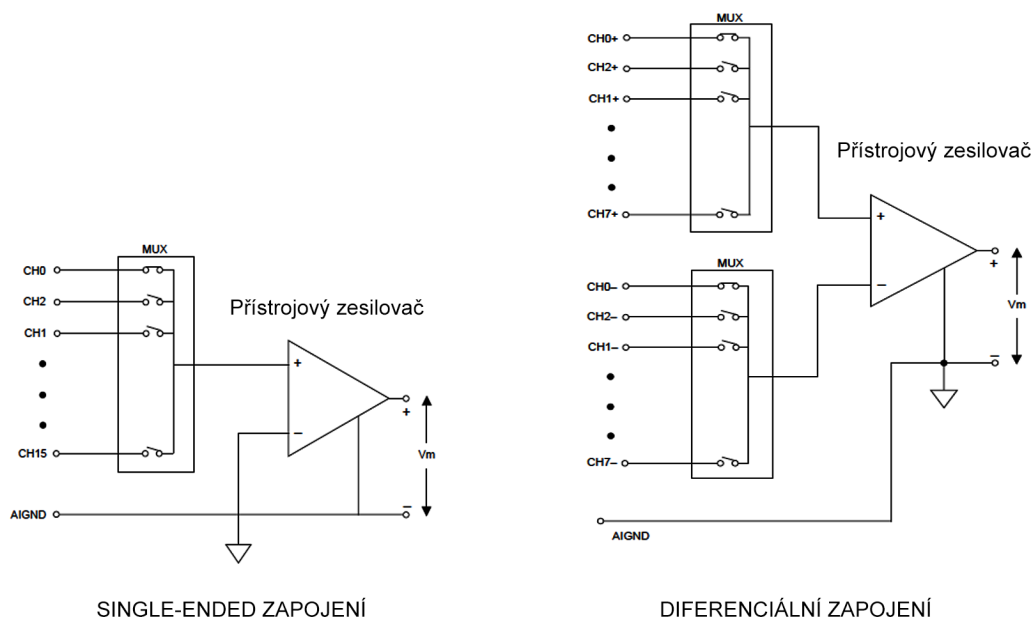 MUX
CH0
CH2
CH1
CH15
AIGND
Přístrojový zesilovač
+
−
+
Vm
−
SINGLE-ENDED ZAPOJENÍ
MUX
CH0+
CH2+
CH1+
CH7+
MUX
CH0−
CH2−
CH1−
CH7−
AIGND
Přístrojový zesilovač
+
−
+
Vm
−
DIFERENCIÁLNÍ ZAPOJENÍ